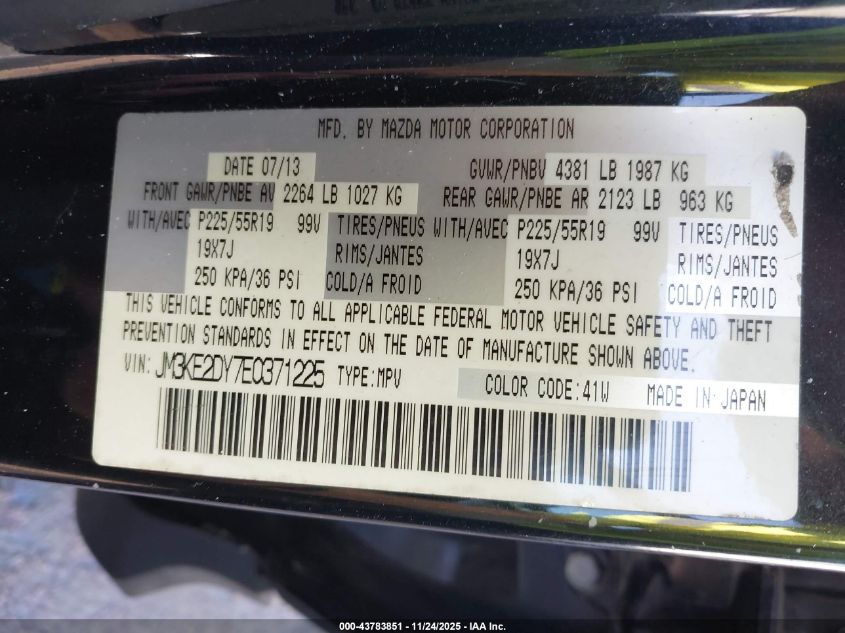 MFD. BY MAZDA MOTOR CORPORATION
DATE 07/13 GVWR/PNBV 4381 LB 1987 KG
FRONT GAWR/PNBE AV 2264 LB 1027 KG REAR GAWR/PNBE AR 2123 LB 963 KG
WITH/AVEC P225/55R19 99V TIRES/PNEUS WITH/AVEC P225/55R19 99V TIRES/PNEUS
19X7J RIMS/JANTES 19X7J RIMS/JANTES
250 KPA/36 PSI COLD/A FROID 250 KPA/36 PSI COLD/A FROID
THIS VEHICLE CONFORMS TO ALL APPLICABLE FEDERAL MOTOR VEHICLE SAFETY AND THEFT
PREVENTION STANDARDS IN EFFECT ON THE DATE OF MANUFACTURE SHOWN ABOVE.
VIN: JM3KE2DY7E0371225 TYPE:MPV COLOR CODE:41W MADE IN JAPAN
000-43783851 - 11/24/2025 - IAA Inc.